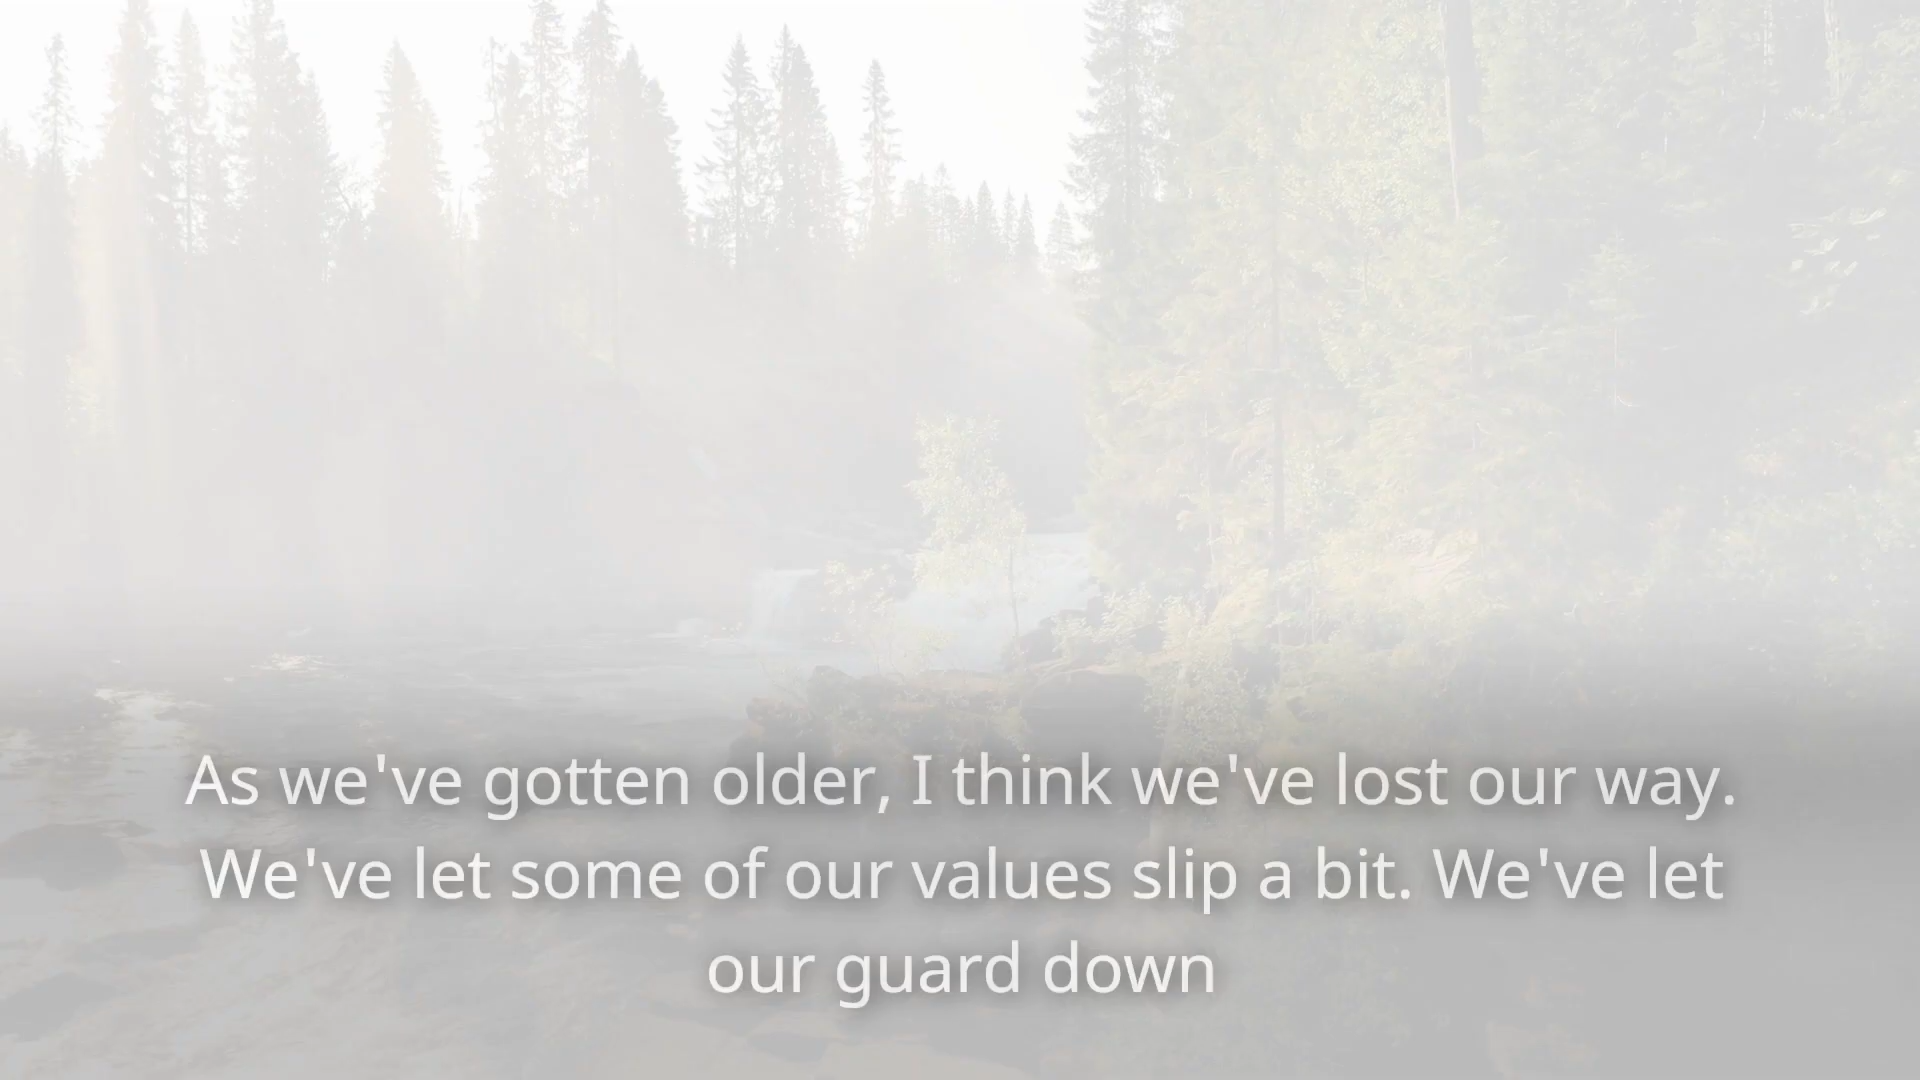 As we've gotten older, I think we've lost our way.
We've let some of our values slip a bit. We've let
our guard down